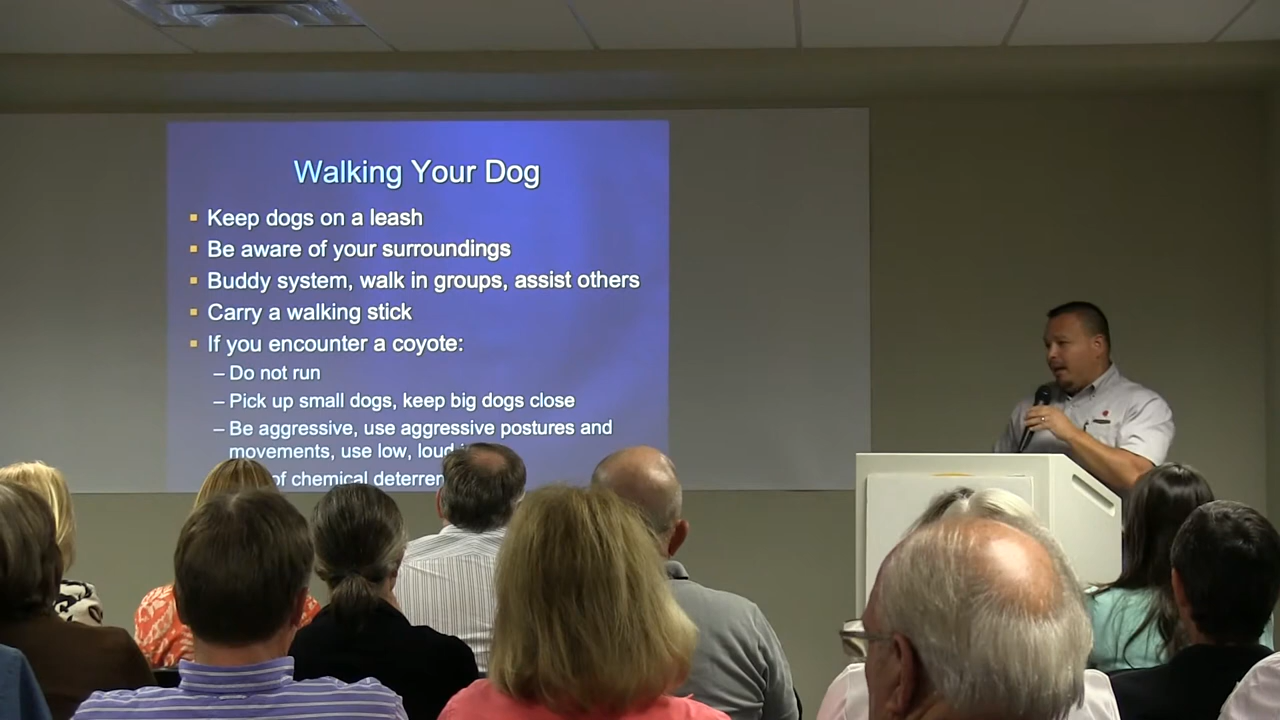 Walking Your Dog
Keep dogs on a leash
Be aware of your surroundings
Buddy system, walk in groups, assist others
Carry a walking stick
If you encounter a coyote:
– Do not run
– Pick up small dogs, keep big dogs close
– Be aggressive, use aggressive postures and
movements, use low, loud
of chemical